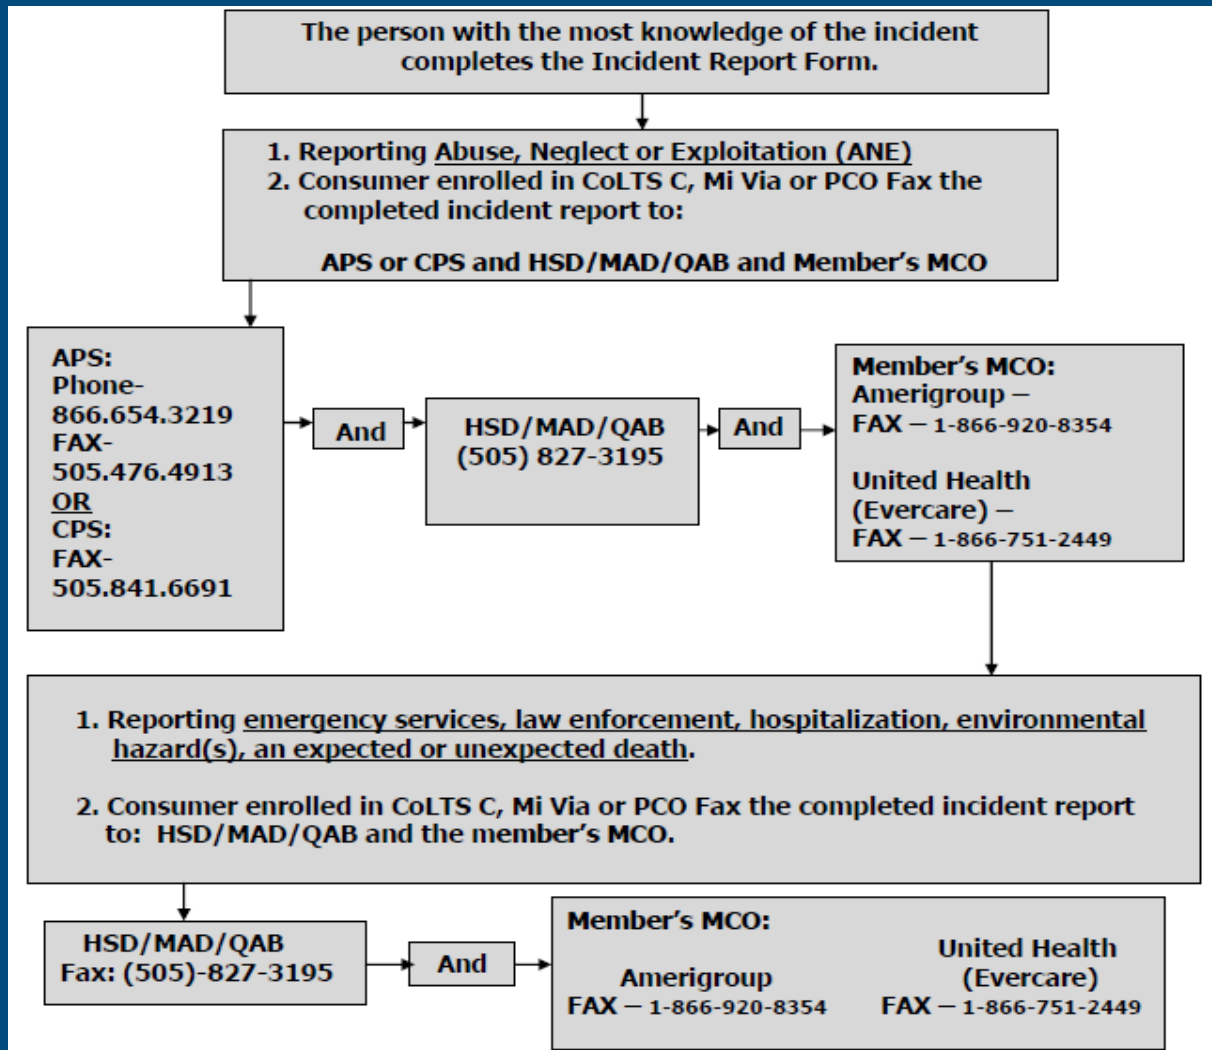 The person with the most knowledge of the incident
completes the Incident Report Form.
1. Reporting Abuse, Neglect or Exploitation (ANE)
2. Consumer enrolled in CoLTS C, Mi Via or PCO Fax the
completed incident report to:
APS or CPS and HSD/MAD/QAB and Member's MCO
APS:
Phone-
866.654.3219
FAX-
505.476.4913
OR
CPS:
FAX-
505.841.6691
And
HSD/MAD/QAB
(505) 827-3195
And
Member's MCO:
Amerigroup –
FAX – 1-866-920-8354
United Health
(Evercare) –
FAX – 1-866-751-2449
1. Reporting emergency services, law enforcement, hospitalization, environmental
hazard(s), an expected or unexpected death.
2. Consumer enrolled in CoLTS C, Mi Via or PCO Fax the completed incident report
to: HSD/MAD/QAB and the member's MCO.
HSD/MAD/QAB
Fax: (505)-827-3195
And
Member's MCO:
Amerigroup
FAX – 1-866-920-8354
United Health
(Evercare)
FAX – 1-866-751-2449